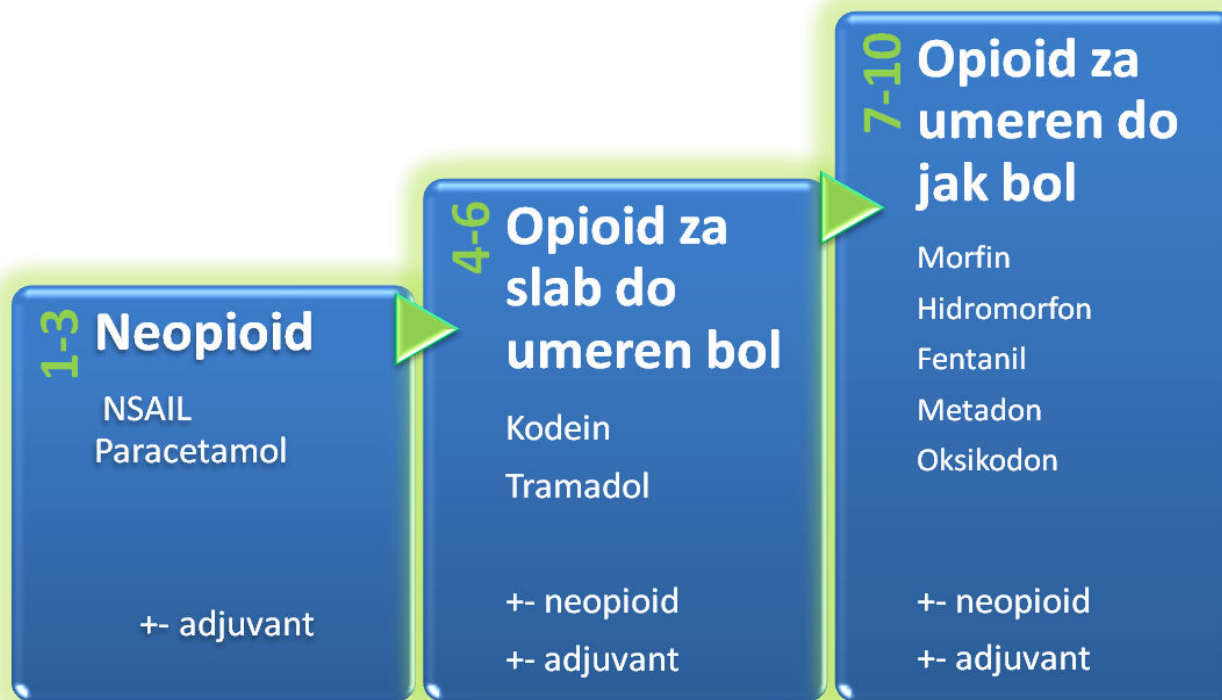 1-3
Neopioid
NSAIL
Paracetamol
+- adjuvant
4-6
Opioid za
slab do
umeren bol
Kodein
Tramadol
+- neopioid
+- adjuvant
7-10
Opioid za
umeren do
jak bol
Morfin
Hidromorfon
Fentanil
Metadon
Oksikodon
+- neopioid
+- adjuvant